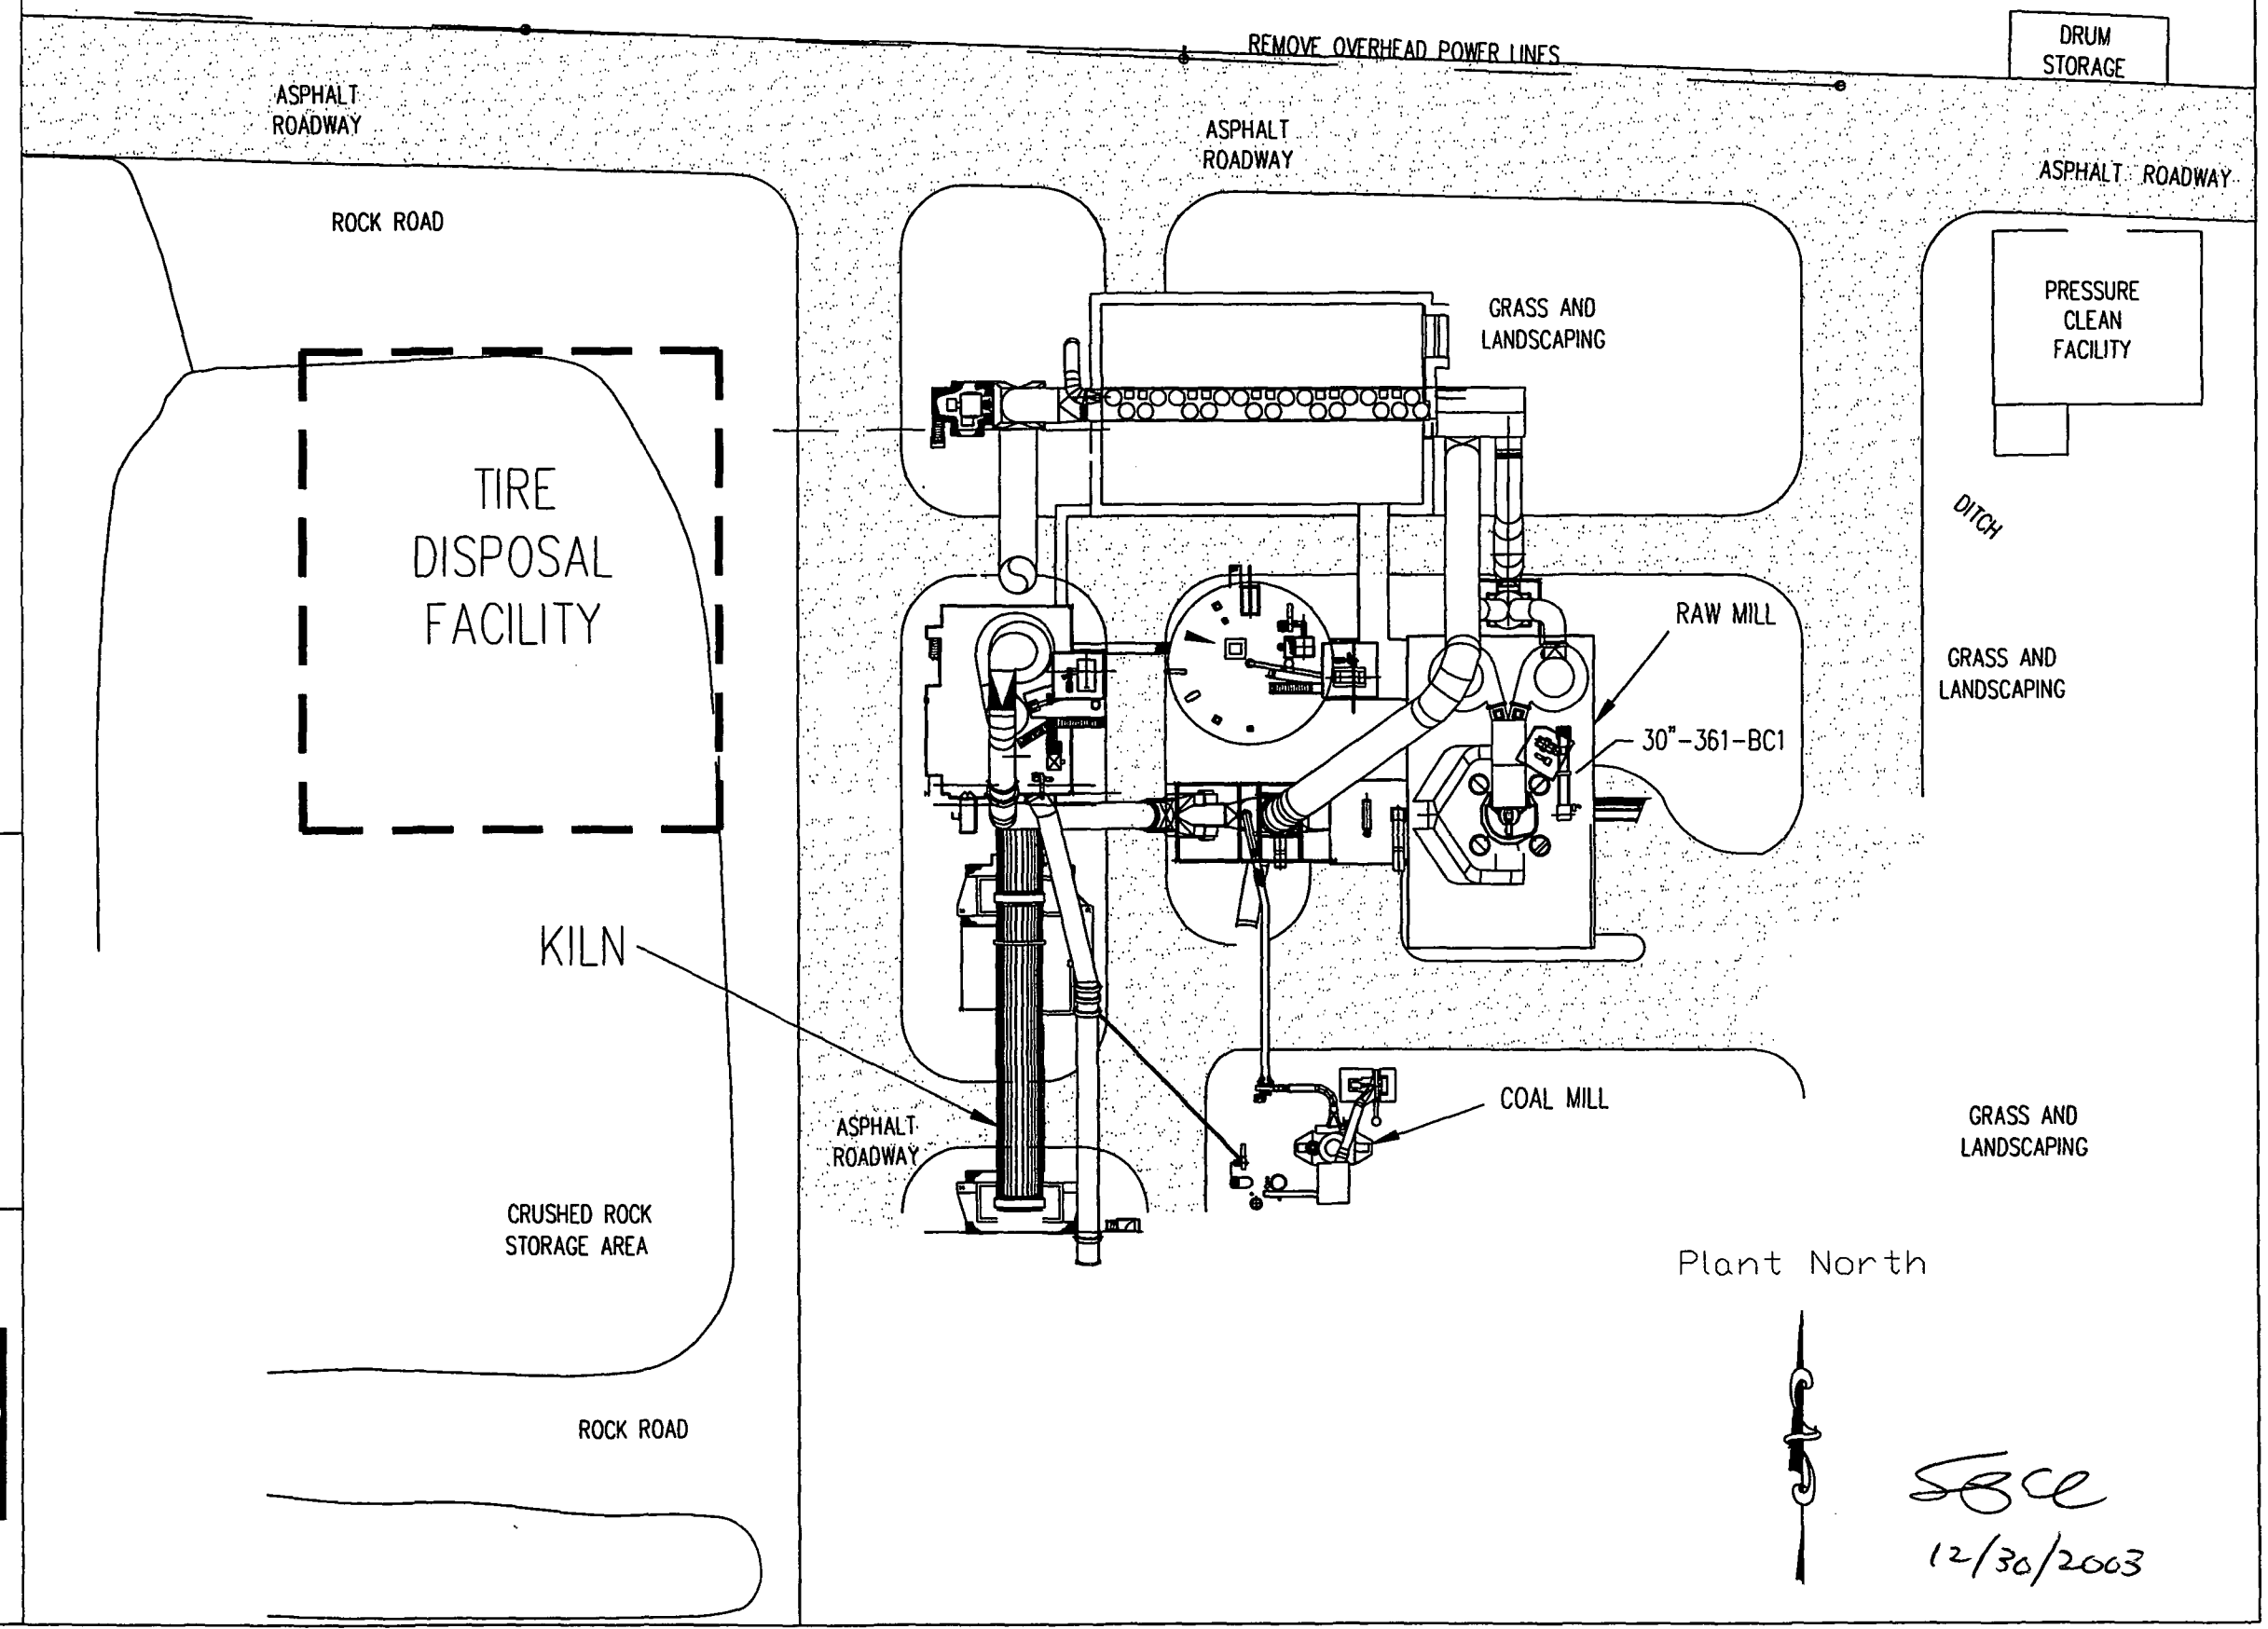 REMOVE OVERHEAD POWER LINES
DRUM
STORAGE
ASPHALT
ROADWAY
ASPHALT
ROADWAY
ASPHALT ROADWAY
ROCK ROAD
GRASS AND
LANDSCAPING
PRESSURE
CLEAN
FACILITY
TIRE
DISPOSAL
FACILITY
DITCH
RAW MILL
GRASS AND
LANDSCAPING
30"-361-BC1
KILN
COAL MILL
ASPHALT
ROADWAY
GRASS AND
LANDSCAPING
CRUSHED ROCK
STORAGE AREA
Plant North
ROCK ROAD
12/30/2003